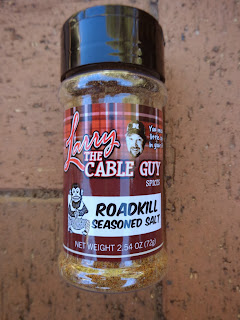 Larry
THE
CABLE GUY
SPICES
ROADKILL
SEASONED SALT
NET WEIGHT 2.54 OZ (72g)